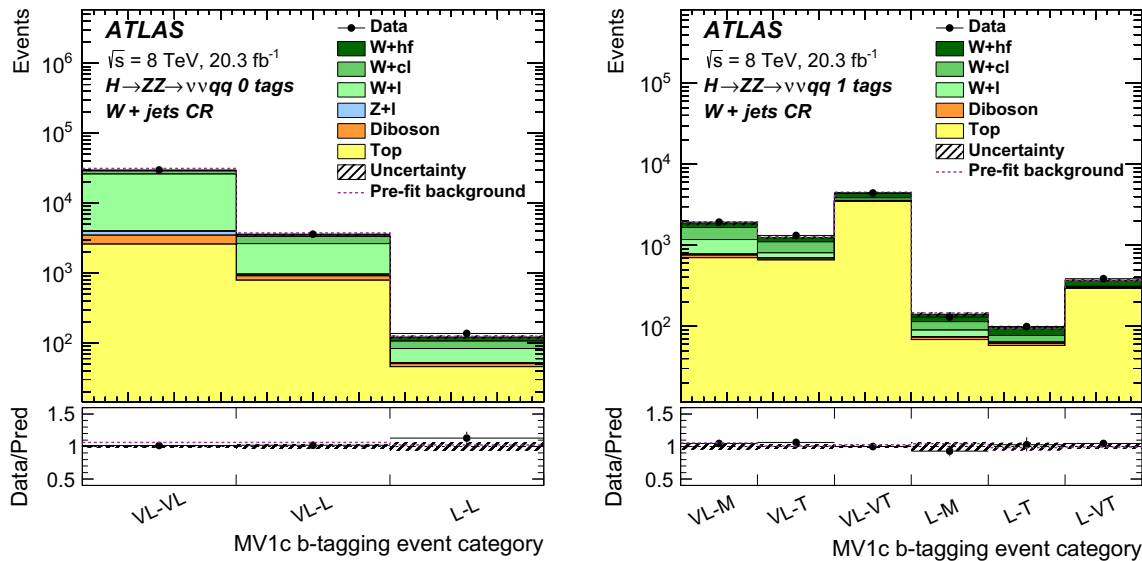 Events
10⁶
10⁵
10⁴
10³
10²
ATLAS
√s = 8 TeV, 20.3 fb⁻¹
H→ZZ→ννqq 0 tags
W + jets CR
Data
W+hf
W+cl
W+l
Z+l
Diboson
Top
Uncertainty
Pre-fit background
Data/Pred
1.5
1
0.5
VL-VL
VL-L
L-L
MV1c b-tagging event category
Events
10⁵
10⁴
10³
10²
ATLAS
√s = 8 TeV, 20.3 fb⁻¹
H→ZZ→ννqq 1 tags
W + jets CR
Data
W+hf
W+cl
W+l
Diboson
Top
Uncertainty
Pre-fit background
Data/Pred
1.5
1
0.5
VL-M
VL-T
VL-VT
L-M
L-T
L-VT
MV1c b-tagging event category